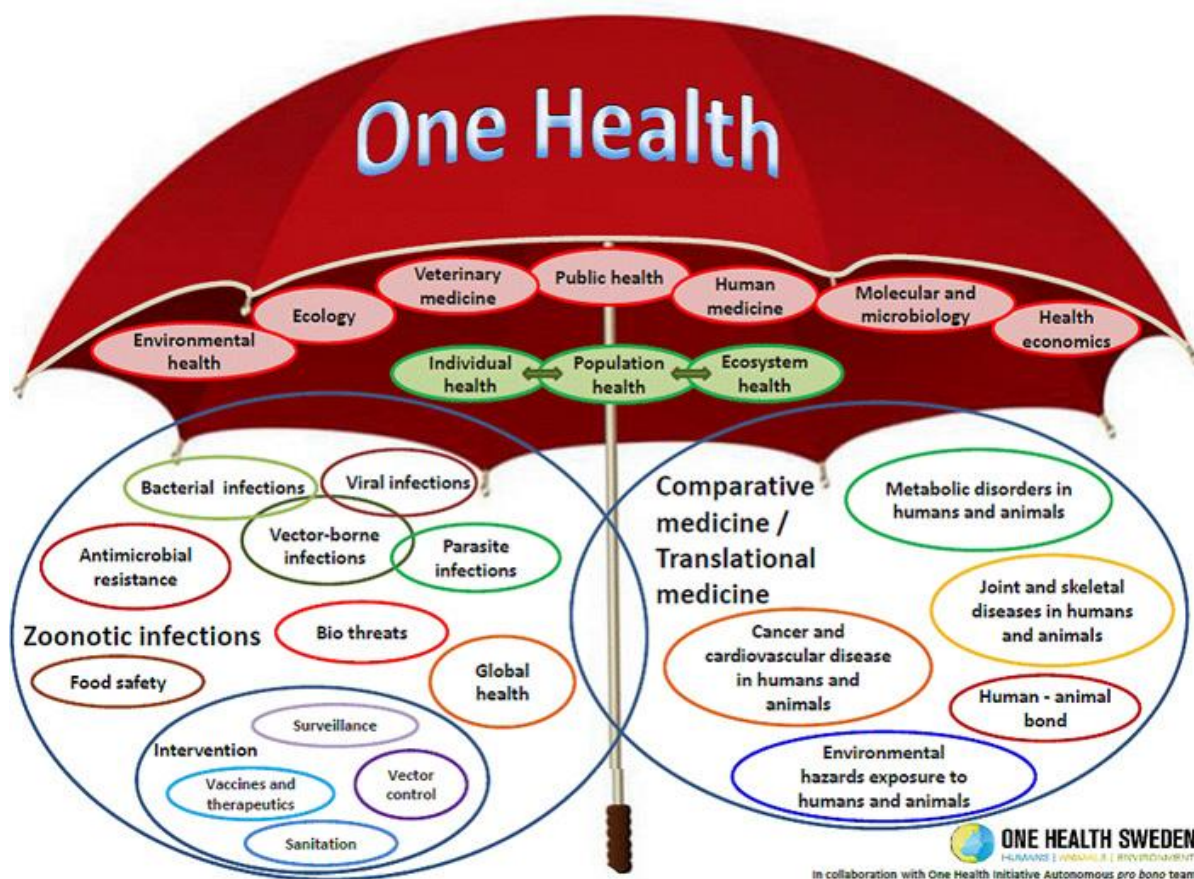 One Health
Veterinary
medicine
Public health
Human
medicine
Ecology
Molecular and
microbiology
Environmental
health
Health
economics
Individual
health
Population
health
Ecosystem
health
Bacterial infections
Viral infections
Vector-borne
infections
Parasite
infections
Antimicrobial
resistance
Zoonotic infections
Bio threats
Food safety
Global
health
Intervention
Surveillance
Vaccines and
therapeutics
Vector
control
Sanitation
Comparative
medicine /
Translational
medicine
Metabolic disorders in
humans and animals
Joint and skeletal
diseases in humans
and animals
Cancer and
cardiovascular disease
in humans and
animals
Human - animal
bond
Environmental
hazards exposure to
humans and animals
ONE HEALTH SWEDEN
HUMANS | ANIMALS | ENVIRONMENT
In collaboration with One Health Initiative Autonomous pro bono team